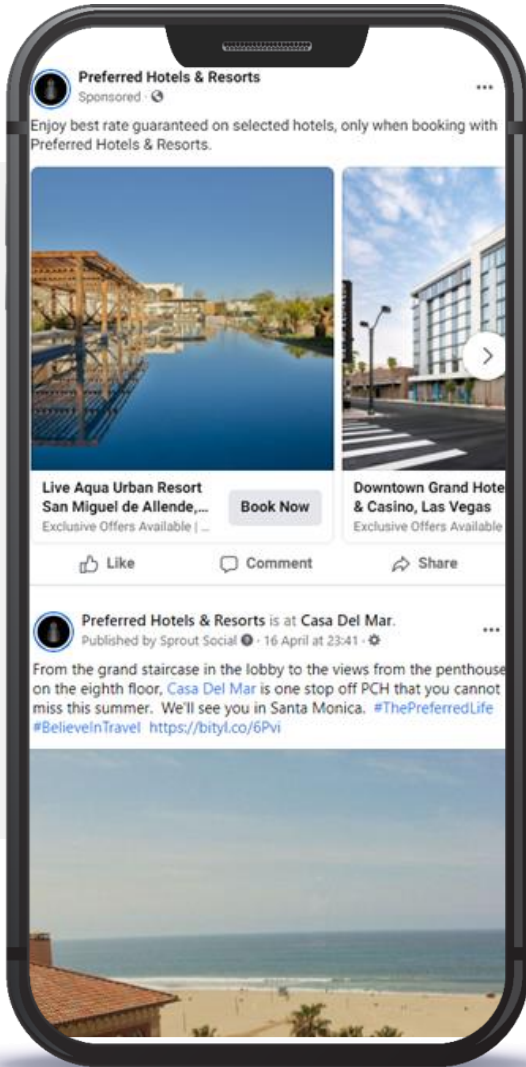 Preferred Hotels & Resorts
Sponsored ·
Enjoy best rate guaranteed on selected hotels, only when booking with
Preferred Hotels & Resorts.
Live Aqua Urban Resort
San Miguel de Allende,...
Exclusive Offers Available | ...
Book Now
Downtown Grand Hote
& Casino, Las Vegas
Exclusive Offers Available
Like
Comment
Share
Preferred Hotels & Resorts is at Casa Del Mar.
Published by Sprout Social · 16 April at 23:41 ·
From the grand staircase in the lobby to the views from the penthouse
on the eighth floor, Casa Del Mar is one stop off PCH that you cannot
miss this summer. We'll see you in Santa Monica. #ThePreferredLife
#BelieveInTravel https://bityl.co/6Pvi